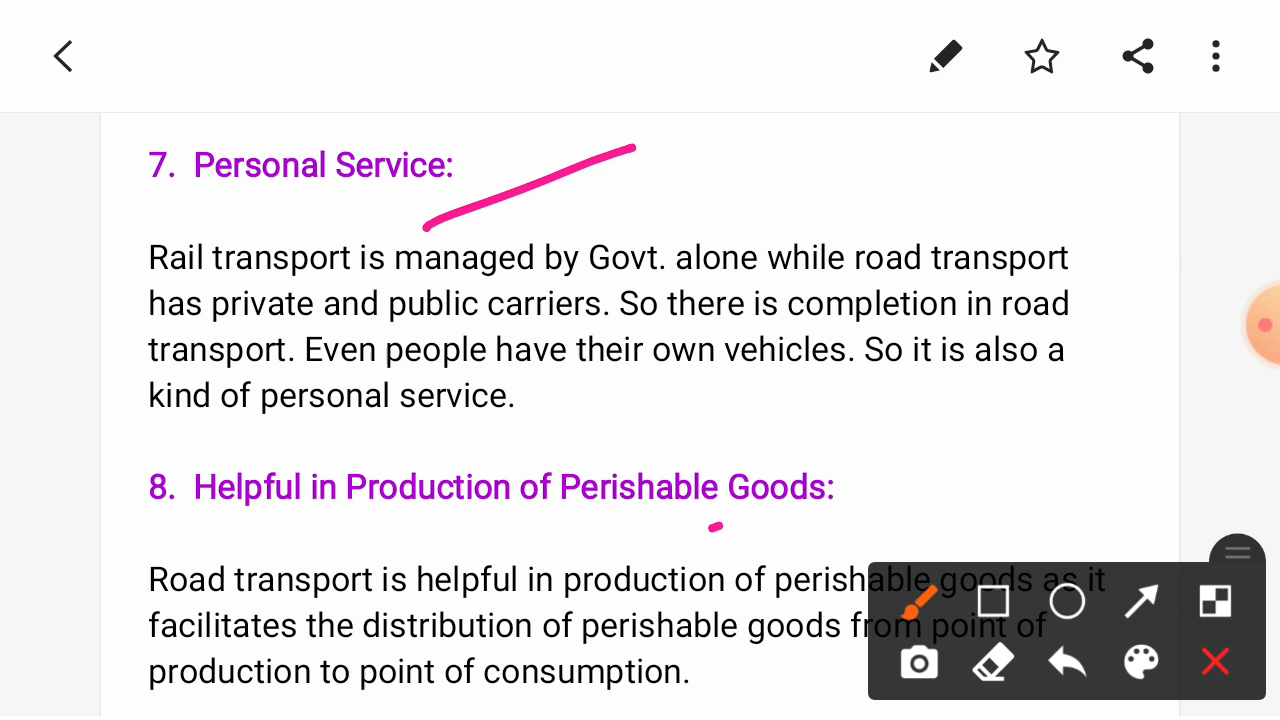 7. Personal Service:
Rail transport is managed by Govt. alone while road transport
has private and public carriers. So there is completion in road
transport. Even people have their own vehicles. So it is also a
kind of personal service.
8. Helpful in Production of Perishable Goods:
Road transport is helpful in production of perishable goods as it
facilitates the distribution of perishable goods from point of
production to point of consumption.